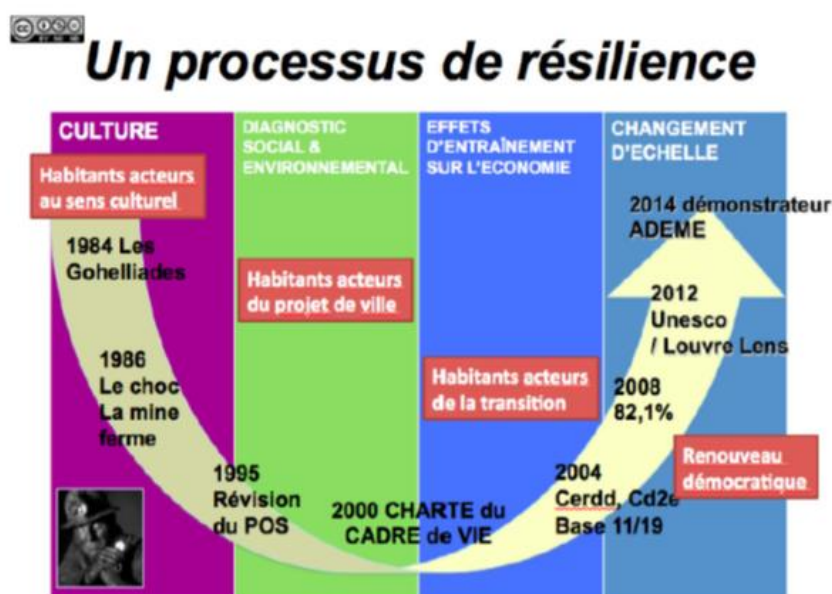 Un processus de résilience
CULTURE
Habitants acteurs
au sens culturel
1984 Les
Gohelliades
1986
Le choc
La mine
ferme
DIAGNOSTIC
SOCIAL &
ENVIRONNEMENTAL
Habitants acteurs
du projet de ville
1995
Révision
du POS
2000 CHARTE du
CADRE de VIE
EFFETS
D'ENTRAÎNEMENT
SUR L'ECONOMIE
Habitants acteurs
de la transition
2004
Cerdd, Cd2e
Base 11/19
CHANGEMENT
D'ECHELLE
2014 démonstrateur
ADEME
2012
Unesco
/ Louvre Lens
2008
82,1%
Renouveau
démocratique